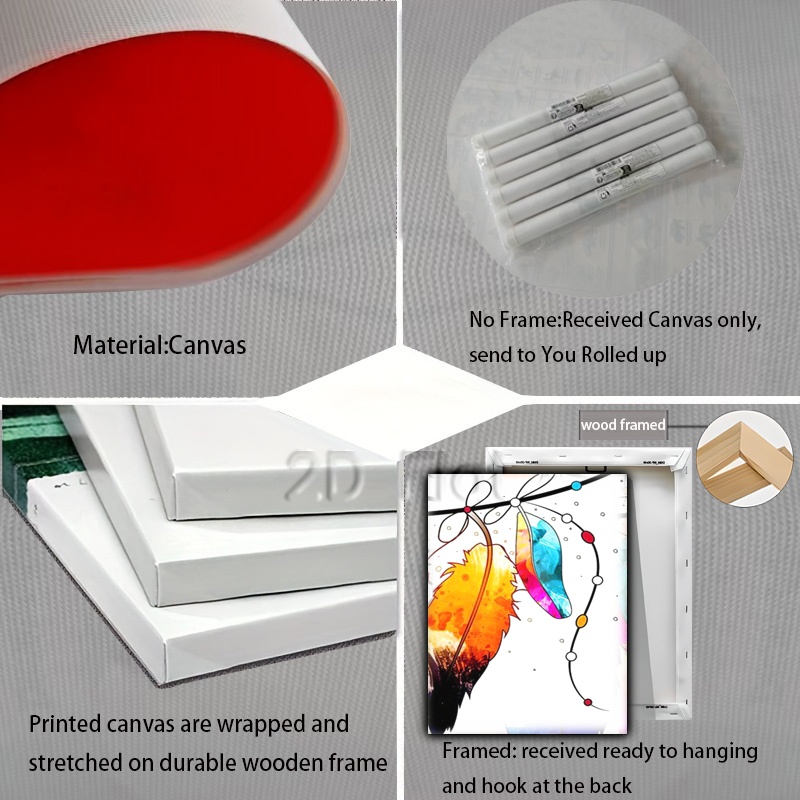 Material:Canvas
No Frame:Received Canvas only,
send to You Rolled up
wood framed
2D
Printed canvas are wrapped and
stretched on durable wooden frame
Framed: received ready to hanging
and hook at the back